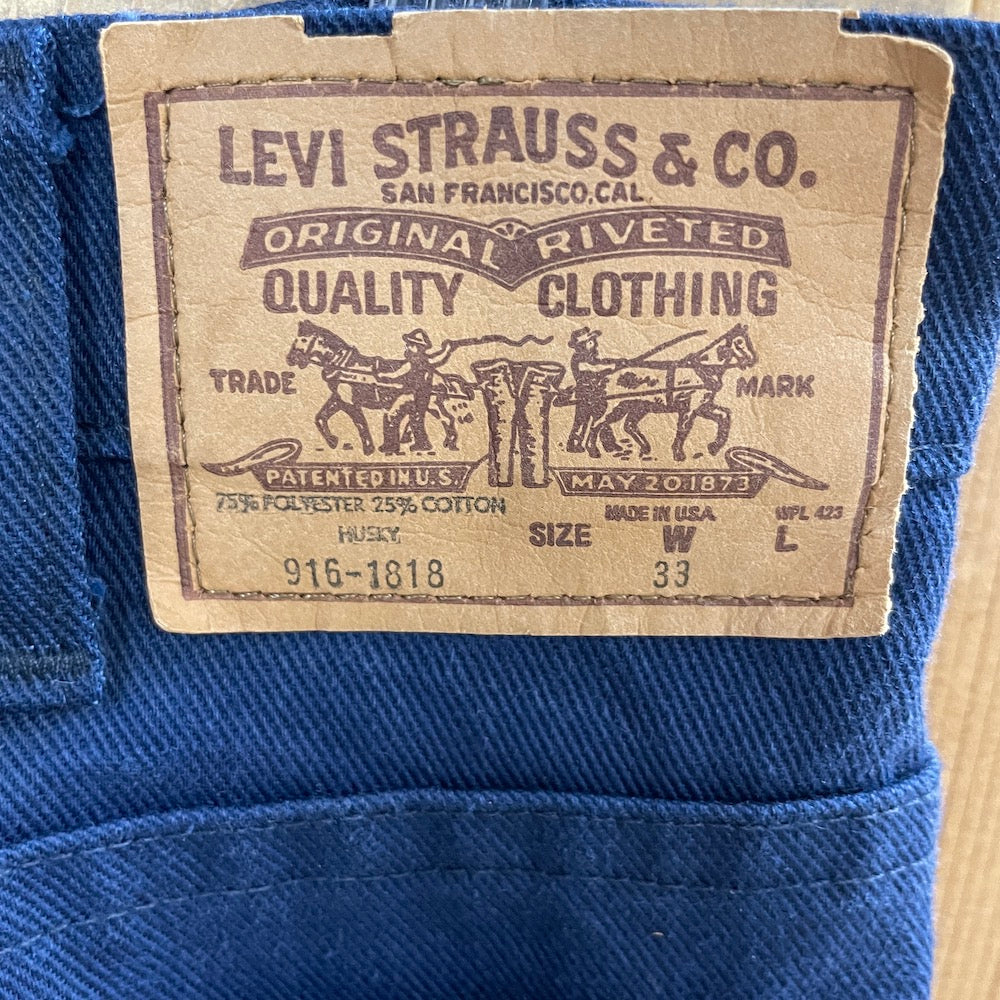 LEVI STRAUSS & CO.
SAN FRANCISCO, CAL.
ORIGINAL RIVETED
QUALITY CLOTHING
TRADE MARK
PATENTED IN U.S. MAY 20.1873
75% POLYESTER 25% COTTON MADE IN USA WPL 423
HUSKY SIZE W L
916-1818 33